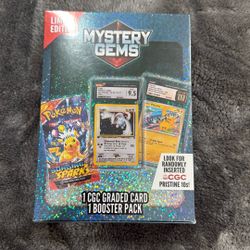 LIMITED
EDITION
MYSTERY
GEMS
9.5
Pokémon
SPARKS
LOOK FOR
RANDOMLY
INSERTED
CGC
PRISTINE 10s!
1 CGC GRADED CARD
1 BOOSTER PACK